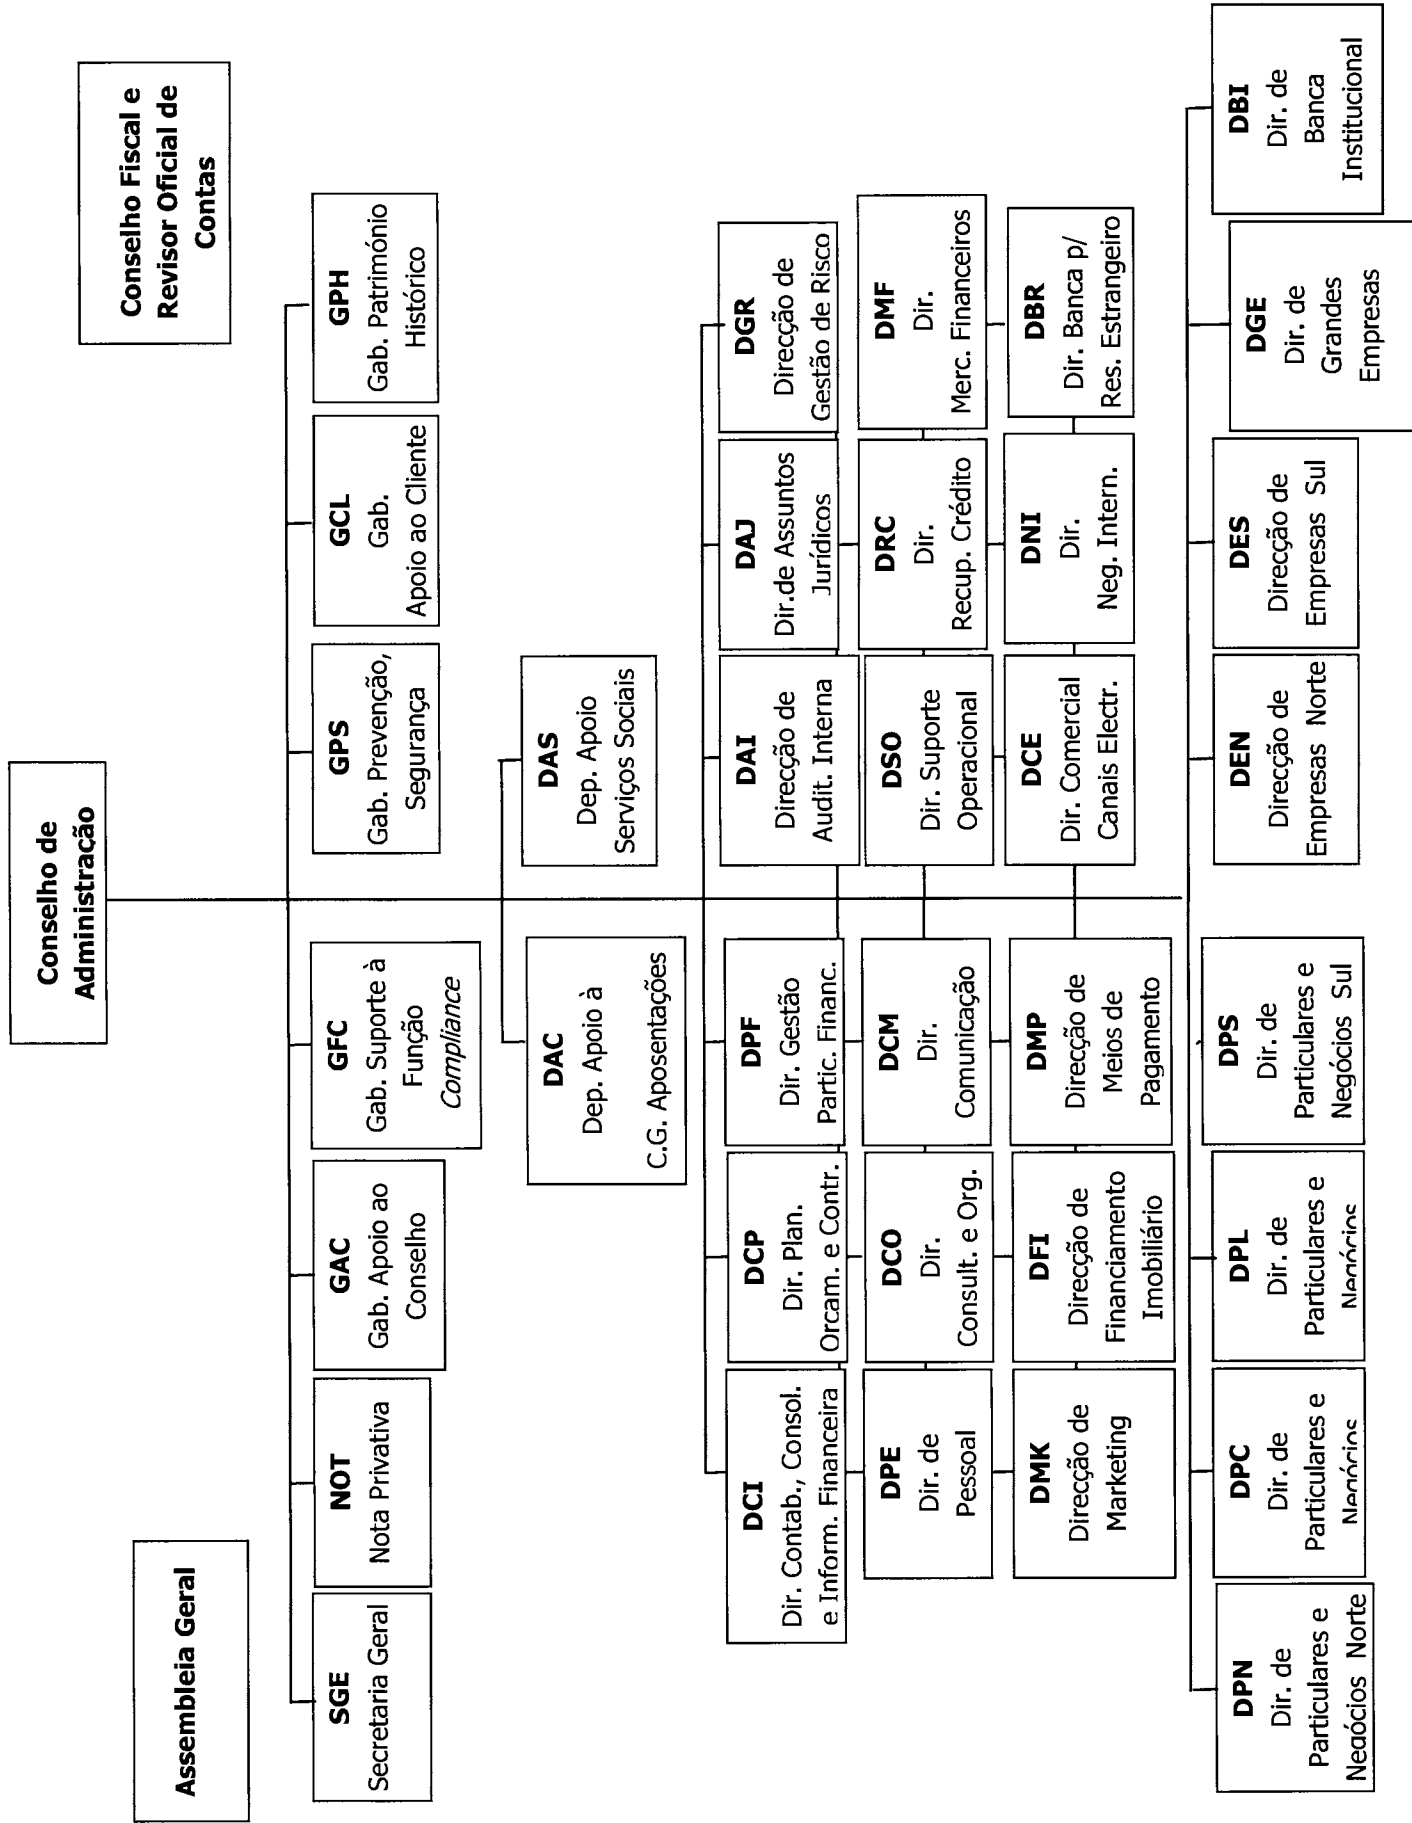 Conselho de
Administração
Assembleia Geral
Conselho Fiscal e
Revisor Oficial de
Contas
SGE
Secretaria Geral
NOT
Nota Privativa
GAC
Gab. Apoio ao
Conselho
GFC
Gab. Suporte à
Função
Compliance
GPS
Gab. Prevenção,
Segurança
GCL
Gab.
Apoio ao Cliente
GPH
Gab. Património
Histórico
DAC
Dep. Apoio à
C.G. Aposentações
DAS
Dep. Apoio
Serviços Sociais
DCI
Dir. Contab., Consol.
e Inform. Financeira
DCP
Dir. Plan.
Orcam. e Contr.
DPF
Dir. Gestão
Partic. Financ.
DAI
Direcção de
Audit. Interna
DAJ
Dir.de Assuntos
Jurídicos
DGR
Direcção de
Gestão de Risco
DPE
Dir. de
Pessoal
DCO
Dir.
Consult. e Org.
DCM
Dir.
Comunicação
DSO
Dir. Suporte
Operacional
DRC
Dir.
Recup. Crédito
DMF
Dir.
Merc. Financeiros
DMK
Direcção de
Marketing
DFI
Direcção de
Financiamento
Imobiliário
DMP
Direcção de
Meios de
Pagamento
DCE
Dir. Comercial
Canais Electr.
DNI
Dir.
Neg. Intern.
DBR
Dir. Banca p/
Res. Estrangeiro
DPN
Dir. de
Particulares e
Negócios Norte
DPC
Dir. de
Particulares e
Negócios
DPL
Dir. de
Particulares e
Negócios
DPS
Dir. de
Particulares e
Negócios Sul
DEN
Direcção de
Empresas Norte
DES
Direcção de
Empresas Sul
DGE
Dir. de
Grandes
Empresas
DBI
Dir. de
Banca
Institucional